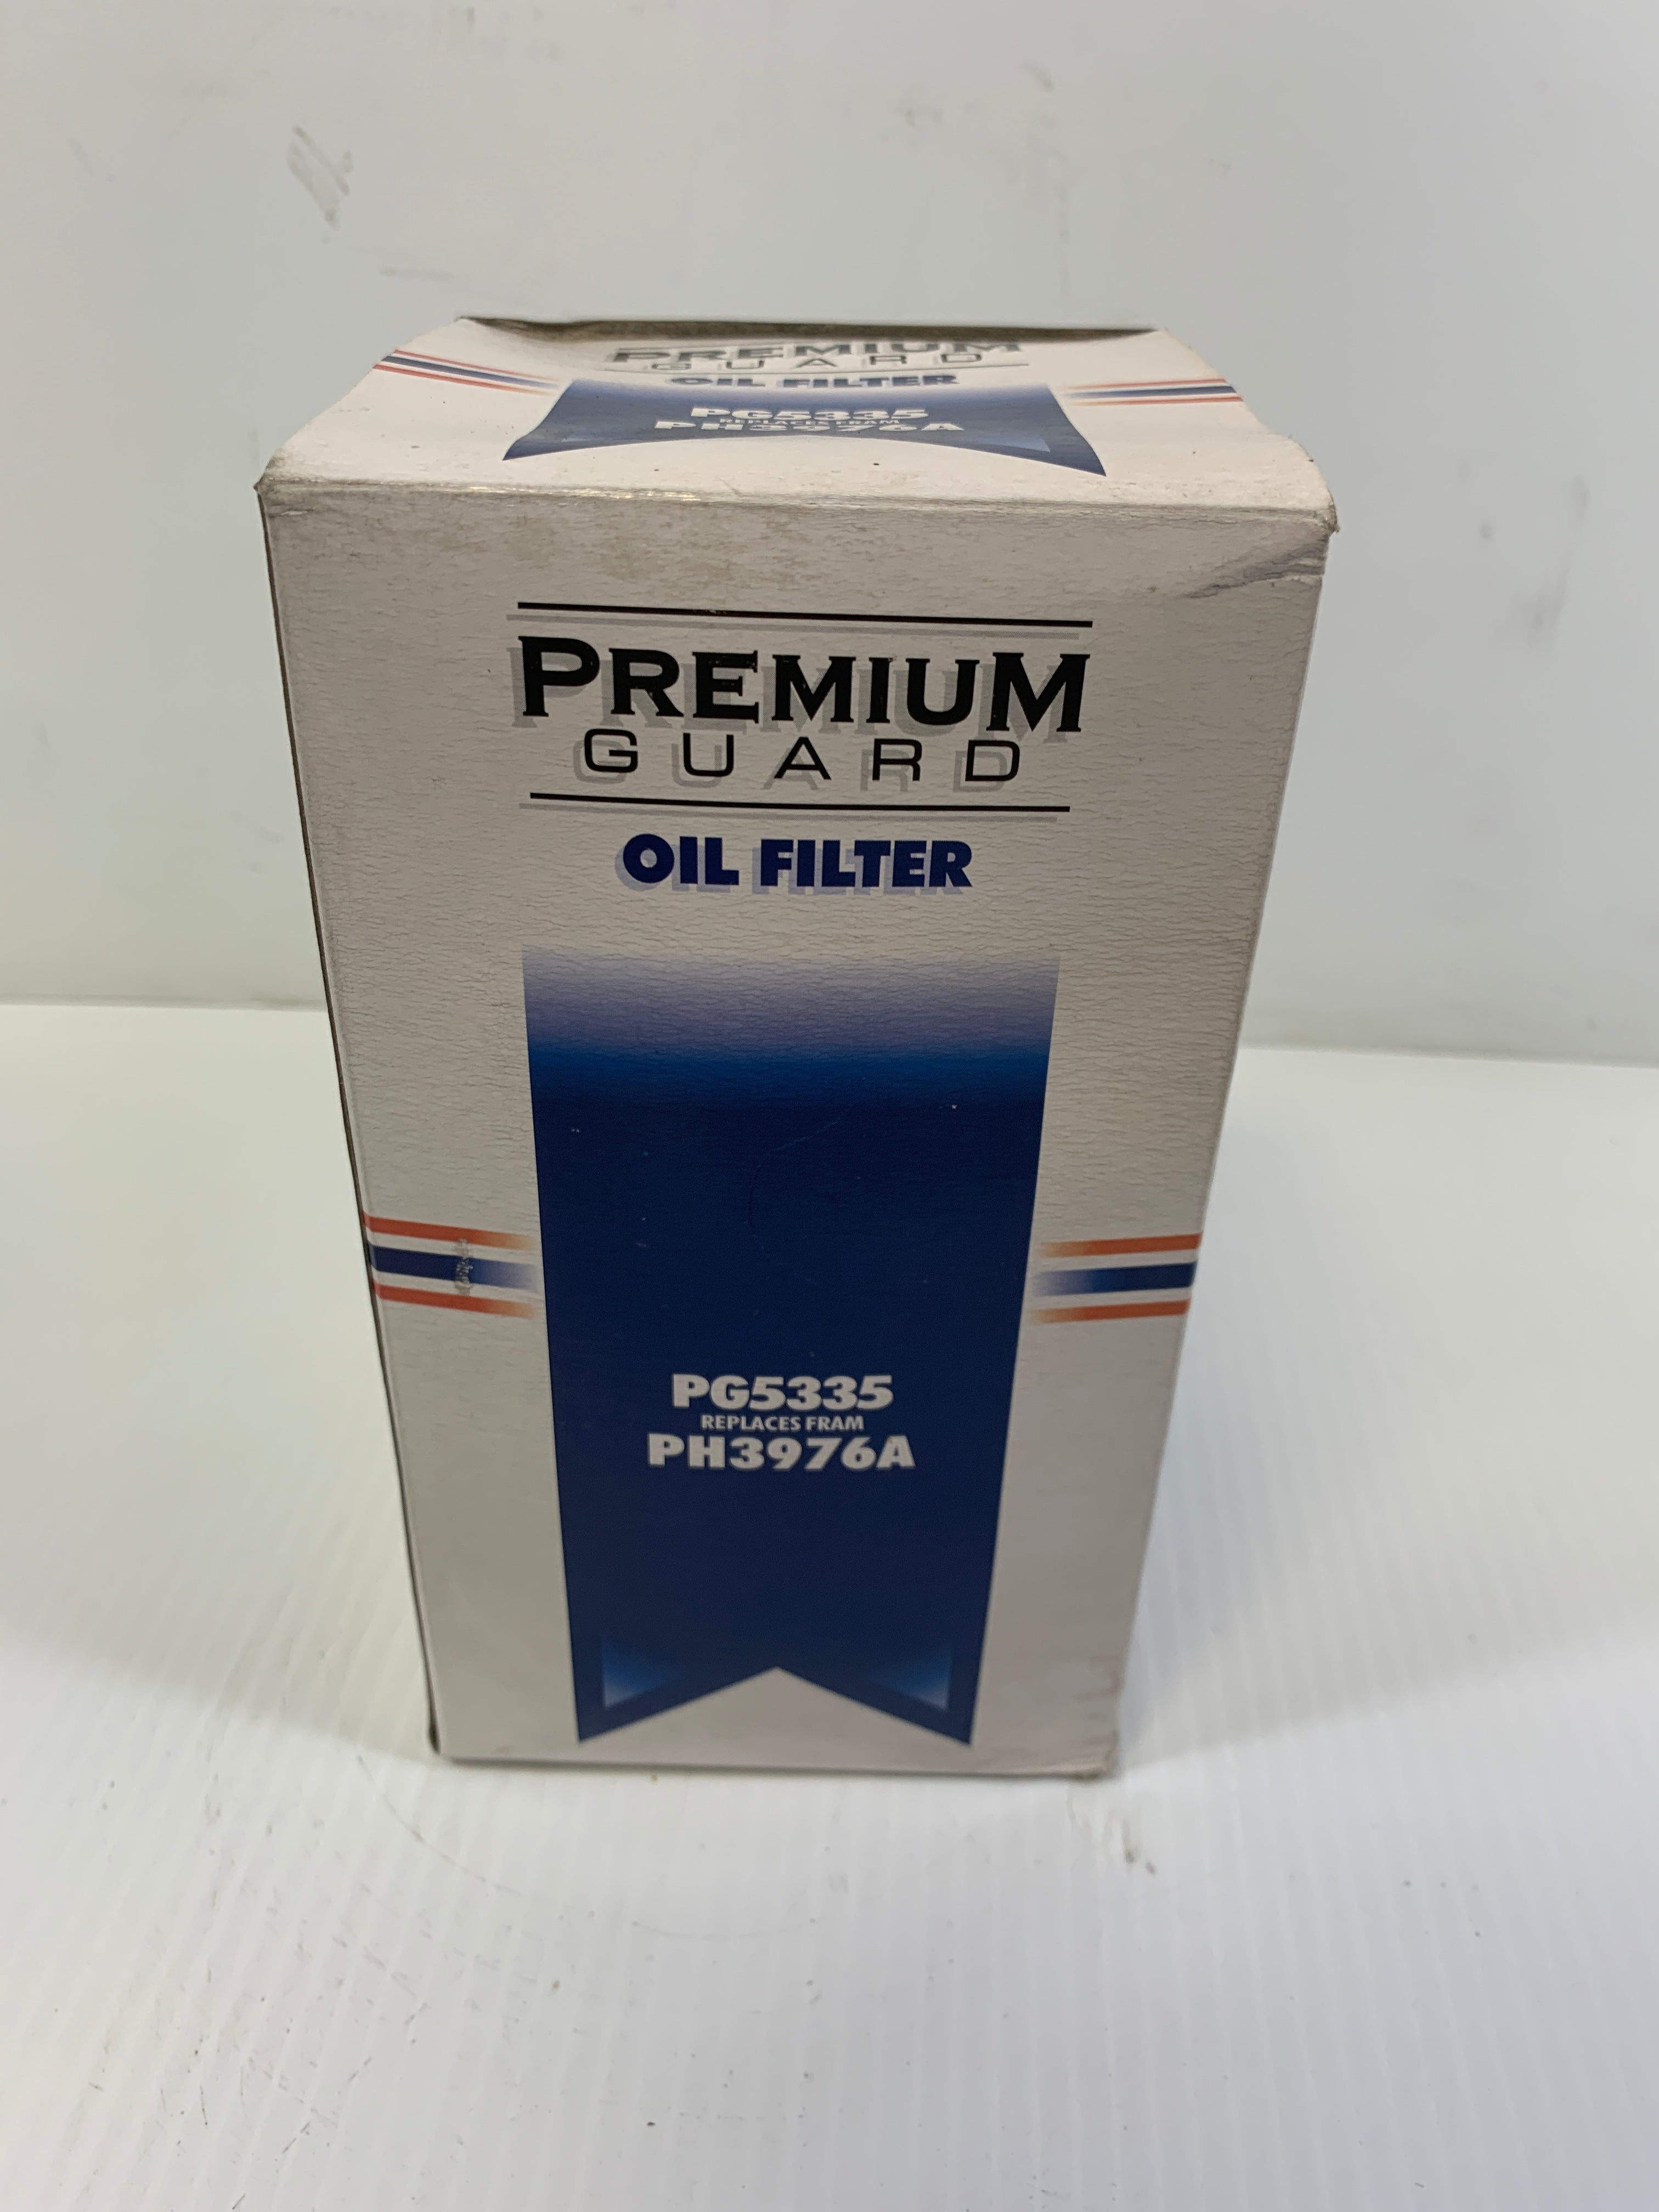 PREMIUM
GUARD
OIL FILTER
PG5335
REPLACES FRAM
PH3976A
PREMIUM
GUARD
OIL FILTER
PG5335
REPLACES FRAM
PH3976A